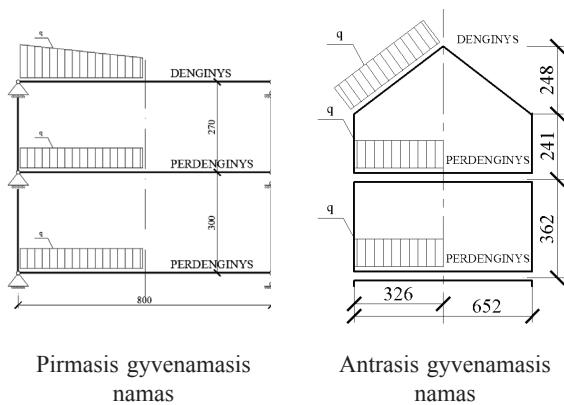 q
DENGINYS
270
q
PERDENGINYS
300
q
PERDENGINYS
800
Pirmasis gyvenamasis
namas
q
DENGINYS
248
q
PERDENGINYS
241
q
PERDENGINYS
362
326
652
Antrasis gyvenamasis
namas